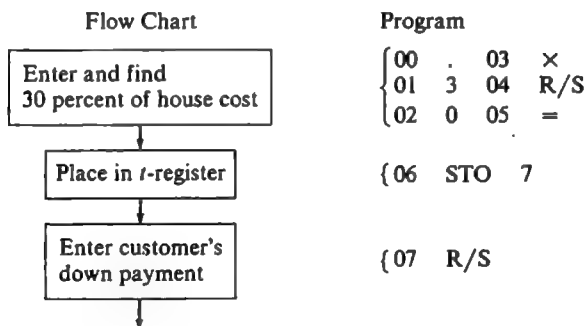 Flow Chart Program
Enter and find
30 percent of house cost
00 . 03 ×
01 3 04 R/S
02 0 05 =
Place in t-register
06 STO 7
Enter customer's
down payment
07 R/S